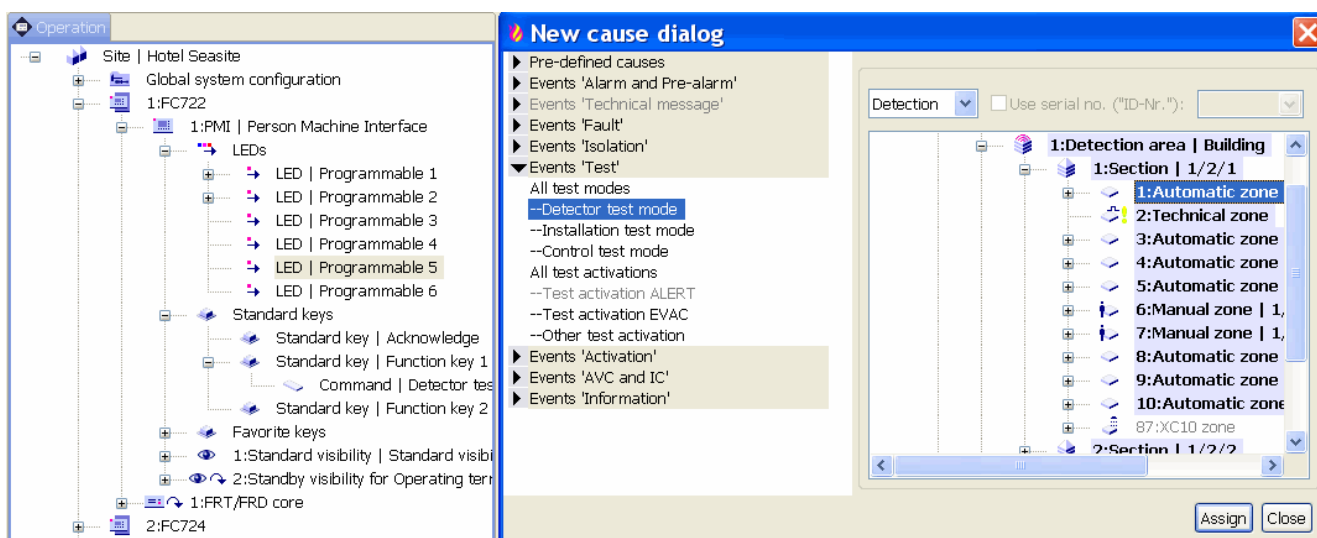 Operation
Site | Hotel Seasite
Global system configuration
1:FC722
1:PMI | Person Machine Interface
LEDs
LED | Programmable 1
LED | Programmable 2
LED | Programmable 3
LED | Programmable 4
LED | Programmable 5
LED | Programmable 6
Standard keys
Standard key | Acknowledge
Standard key | Function key 1
Command | Detector tes
Standard key | Function key 2
Favorite keys
1:Standard visibility | Standard visibi
2:Standby visibility for Operating terr
1:FRT/FRD core
2:FC724
New cause dialog
Pre-defined causes
Events 'Alarm and Pre-alarm'
Events 'Technical message'
Events 'Fault'
Events 'Isolation'
Events 'Test'
All test modes
--Detector test mode
--Installation test mode
--Control test mode
All test activations
--Test activation ALERT
--Test activation EVAC
--Other test activation
Events 'Activation'
Events 'AVC and IC'
Events 'Information'
Detection Use serial no. ("ID-Nr."):
1:Detection area | Building
1:Section | 1/2/1
1:Automatic zone
2:Technical zone
3:Automatic zone
4:Automatic zone
5:Automatic zone
6:Manual zone | 1,
7:Manual zone | 1,
8:Automatic zone
9:Automatic zone
10:Automatic zone
87:XC10 zone
2:Section | 1/2/2
Assign Close